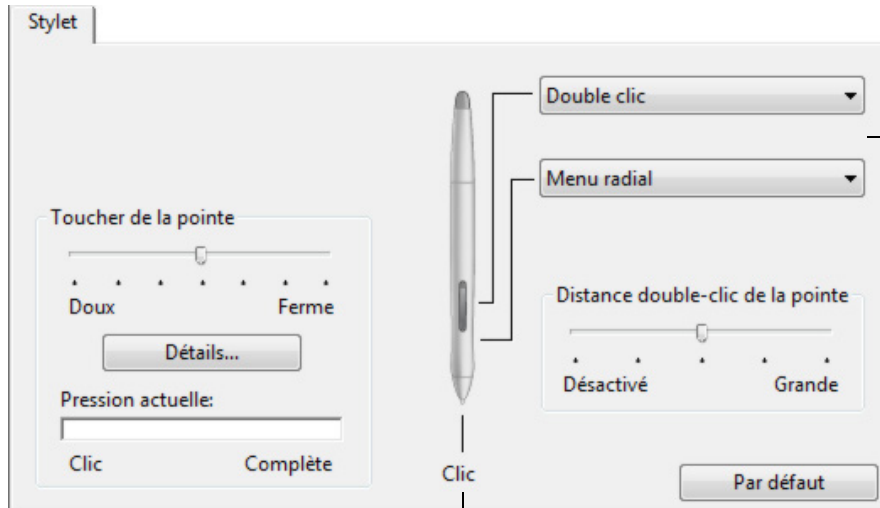 Stylet
Double clic
Menu radial
Toucher de la pointe
Doux Ferme
Détails...
Pression actuelle:
Clic Complète
Clic
Distance double-clic de la pointe
Désactivé Grande
Par défaut